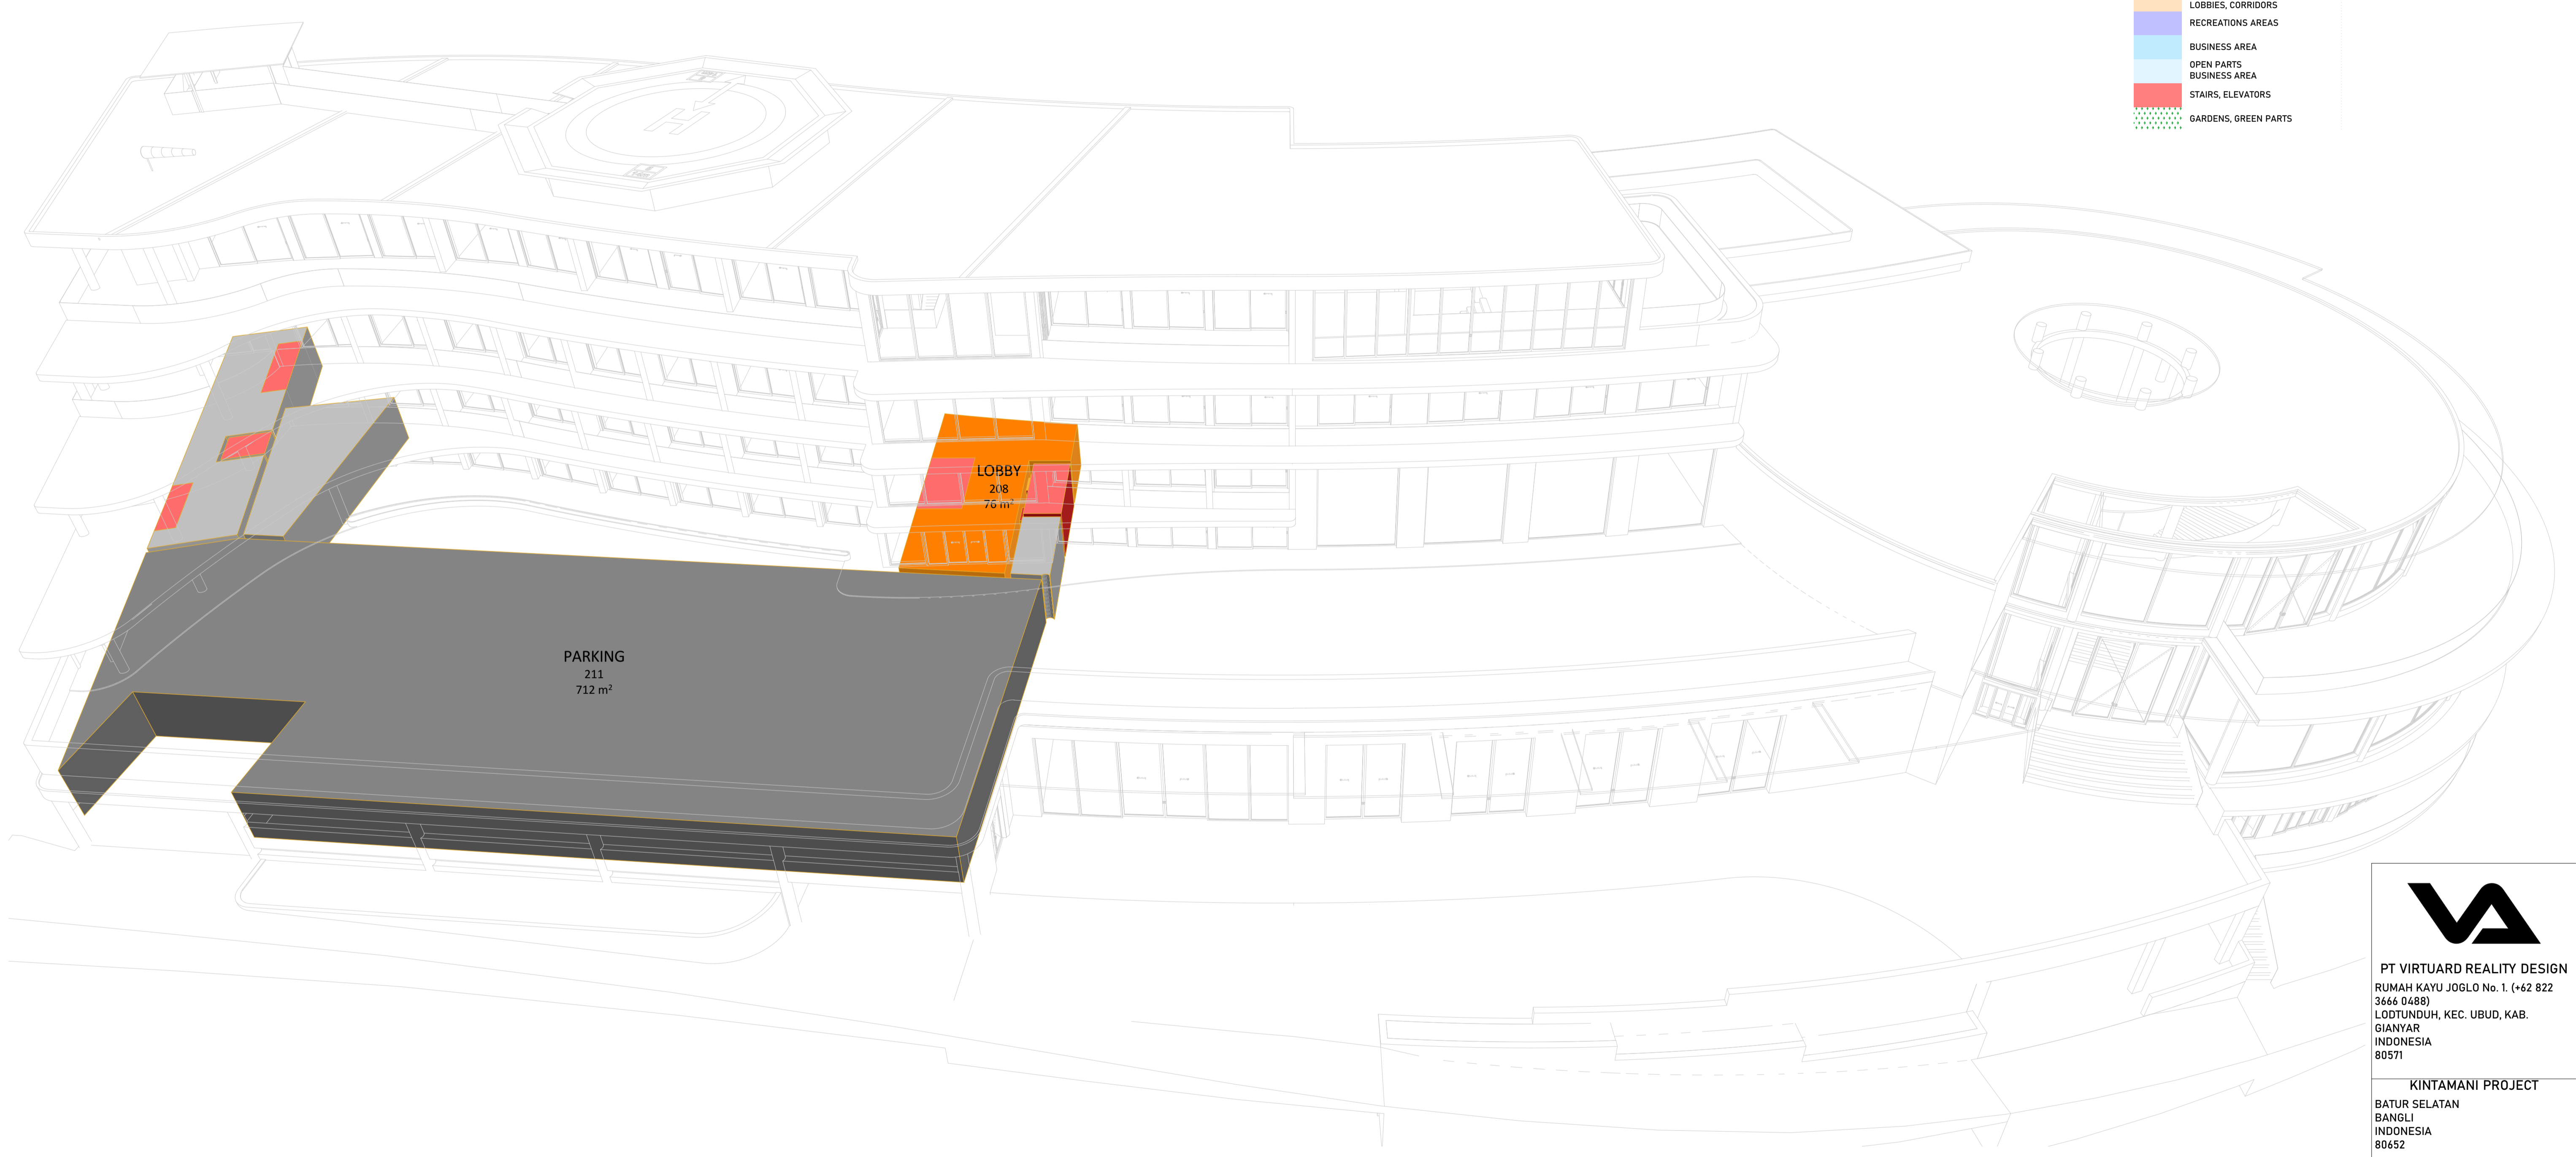 LOBBIES, CORRIDORS
RECREATIONS AREAS
BUSINESS AREA
OPEN PARTS
BUSINESS AREA
STAIRS, ELEVATORS
GARDENS, GREEN PARTS
H
LOBBY
208
76 m²
PARKING
211
712 m²
PT VIRTUARD REALITY DESIGN
RUMAH KAYU JOGLO No. 1. (+62 822
3666 0488)
LODTUNDUH, KEC. UBUD, KAB.
GIANYAR
INDONESIA
80571
KINTAMANI PROJECT
BATUR SELATAN
BANGLI
INDONESIA
80652